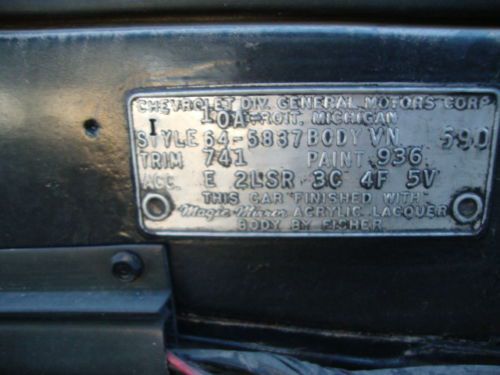 CHEVROLET DIV. GENERAL MOTORS CORP
I 10A DETROIT, MICHIGAN
STYLE 64-5837 BODY VN 590
TRIM 741 PAINT 936
ACC. E 2LSR 3C 4F 5V
THIS CAR FINISHED WITH
Magic-Mirror ACRYLIC LACQUER
BODY BY FISHER